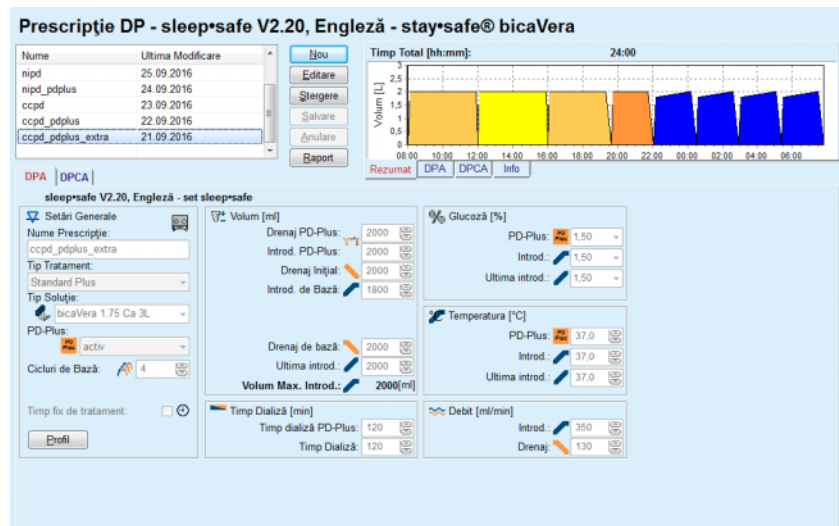 Prescripţie DP - sleep•safe V2.20, Engleză - stay•safe® bicaVera
Nume Ultima Modificare
nipd 25.09.2016
nipd_pdplus 24.09.2016
ccpd 23.09.2016
ccpd_pdplus 22.09.2016
ccpd_pdplus_extra 21.09.2016
Nou
Editare
Ştergere
Salvare
Anulare
Raport
Timp Total [hh:mm]: 24:00
Volum [L]
3
2,5
2
1,5
1
0,5
0
08:00 10:00 12:00 14:00 16:00 18:00 20:00 22:00 00:00 02:00 04:00 06:00
Rezumat DPA DPCA Info
DPA DPCA
sleep•safe V2.20, Engleză - set sleep•safe
Setări Generale
Nume Prescripţie:
ccpd_pdplus_extra
Tip Tratament:
Standard Plus
Tip Soluţie:
bicaVera 1.75 Ca 3L
PD-Plus:
PD Plus activ
Cicluri de Bază: 4
Timp fix de tratament:
Profil
Volum [ml]
Drenaj PD-Plus: 2000
Introd. PD-Plus: 2000
Drenaj Iniţial: 2000
Introd. de Bază: 1800
Drenaj de bază: 2000
Ultima introd.: 2000
Volum Max. Introd.: 2000[ml]
Timp Dializă [min]
Timp dializă PD-Plus: 120
Timp Dializă: 120
Glucoză [%]
PD-Plus: PD Plus 1,50
Introd.: 1,50
Ultima introd.: 1,50
Temperatura [°C]
PD-Plus: PD Plus 37,0
Introd.: 37,0
Ultima introd.: 37,0
Debit [ml/min]
Introd.: 350
Drenaj: 130